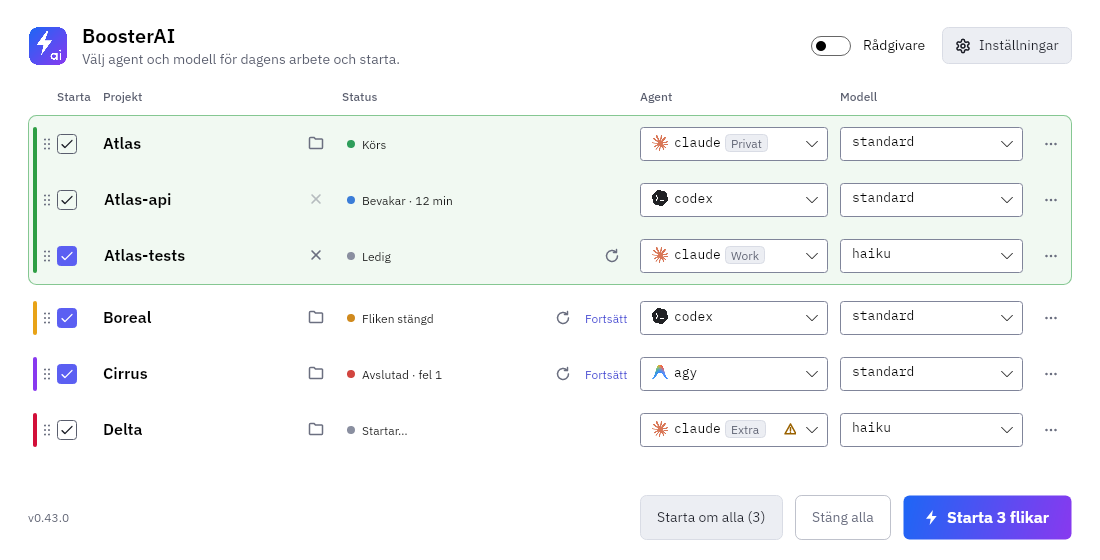 ai
BoosterAI
Välj agent och modell för dagens arbete och starta.
Rådgivare
Inställningar
Starta Projekt Status Agent Modell
Atlas Körs claude Privat standard
Atlas-api Bevakar · 12 min codex standard
Atlas-tests Ledig claude Work haiku
Boreal Fliken stängd Fortsätt codex standard
Cirrus Avslutad · fel 1 Fortsätt agy standard
Delta Startar... claude Extra haiku
v0.43.0
Starta om alla (3)
Stäng alla
Starta 3 flikar